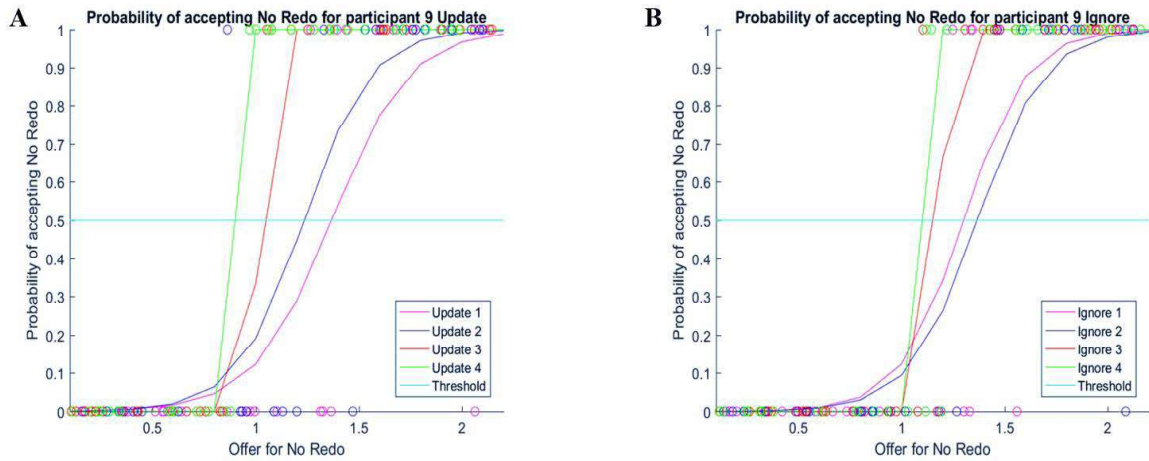 A
Probability of accepting No Redo for participant 9 Update
Probability of accepting No Redo
1
0.9
0.8
0.7
0.6
0.5
0.4
0.3
0.2
0.1
0
0.5 1 1.5 2
Offer for No Redo
Update 1
Update 2
Update 3
Update 4
Threshold
B
Probability of accepting No Redo for participant 9 Ignore
Probability of accepting No Redo
1
0.9
0.8
0.7
0.6
0.5
0.4
0.3
0.2
0.1
0
0.5 1 1.5 2
Offer for No Redo
Ignore 1
Ignore 2
Ignore 3
Ignore 4
Threshold